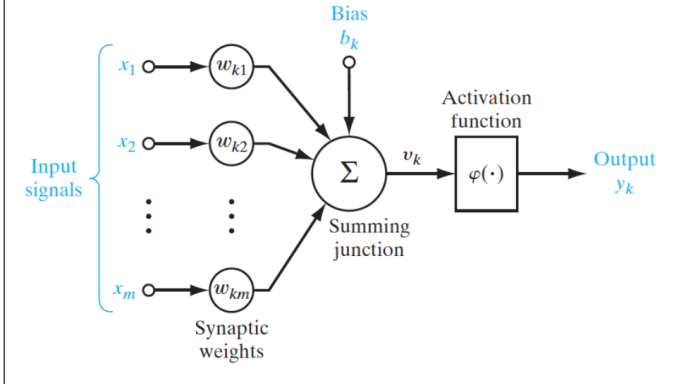 Bias
b_k
x_1
w_k1
Activation
function
x_2
w_k2
Input
signals
Σ
v_k
φ(·)
Output
y_k
Summing
junction
x_m
w_km
Synaptic
weights